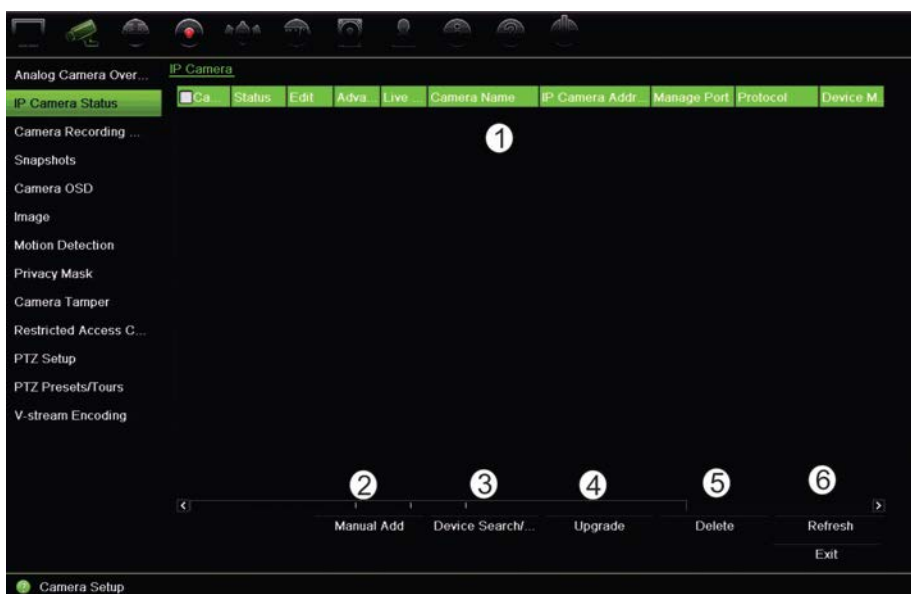 Analog Camera Over...
IP Camera Status
Camera Recording ...
Snapshots
Camera OSD
Image
Motion Detection
Privacy Mask
Camera Tamper
Restricted Access C...
PTZ Setup
PTZ Presets/Tours
V-stream Encoding
IP Camera
Ca... Status Edit Adva... Live ... Camera Name IP Camera Addr... Manage Port Protocol Device M...
1
2 3 4 5 6
Manual Add Device Search/... Upgrade Delete Refresh
Exit
Camera Setup